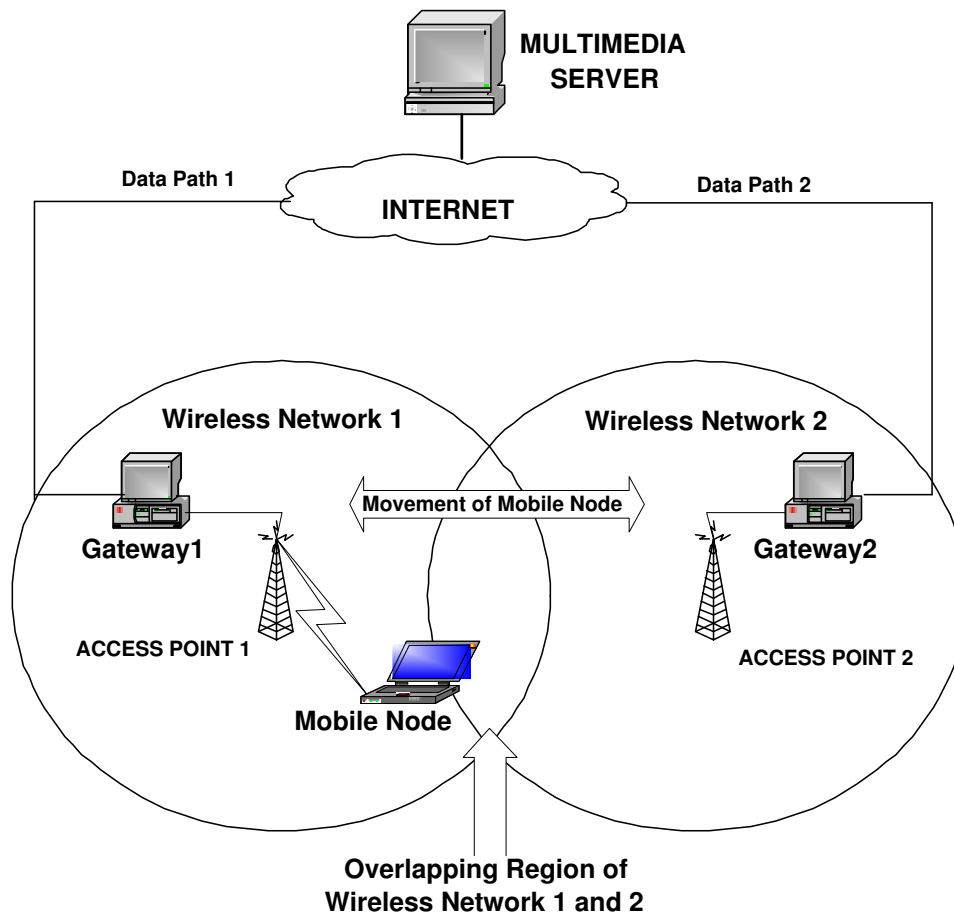 MULTIMEDIA
SERVER
Data Path 1
Data Path 2
INTERNET
Wireless Network 1
Wireless Network 2
Movement of Mobile Node
Gateway1
Gateway2
ACCESS POINT 1
ACCESS POINT 2
Mobile Node
Overlapping Region of
Wireless Network 1 and 2